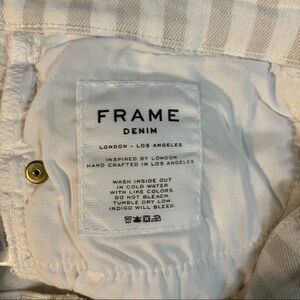 FRAME
DENIM
LONDON - LOS ANGELES
INSPIRED BY LONDON
HAND CRAFTED IN LOS ANGELES
WASH INSIDE OUT
IN COLD WATER
WITH LIKE COLORS.
DO NOT BLEACH.
TUMBLE DRY LOW.
INDIGO WILL BLEED.